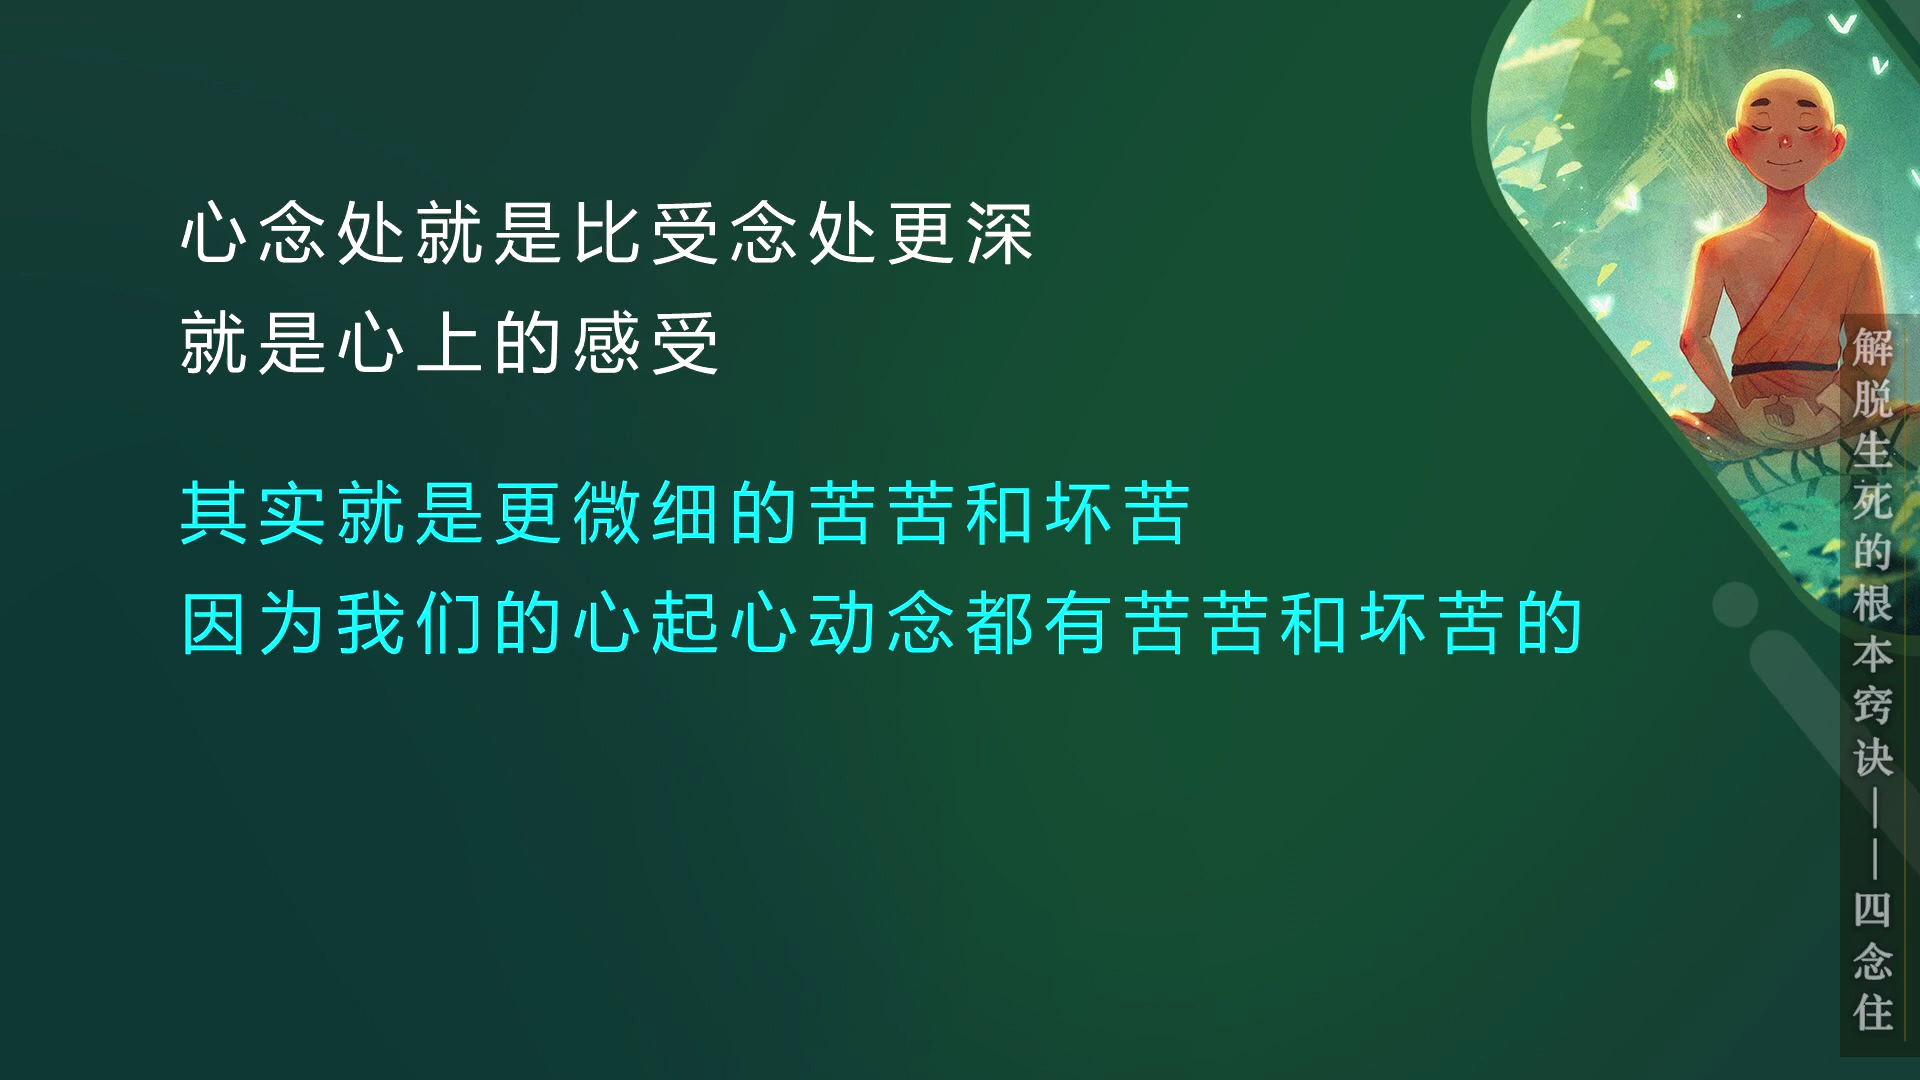 心念处就是比受念处更深
就是心上的感受
其实就是更微细的苦苦和坏苦
因为我们的心起心动念都有苦苦和坏苦的
解脱生死的根本窍诀——四念住